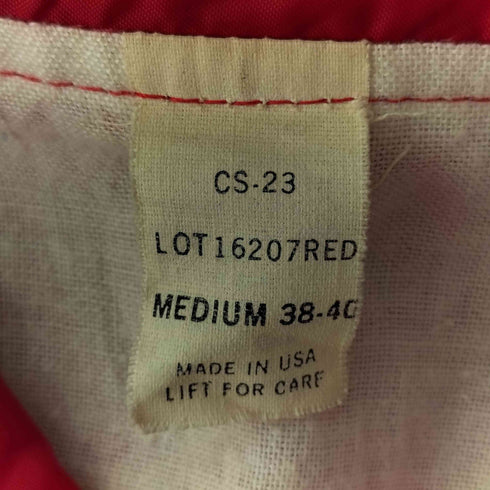 CS-23
LOT16207RED
MEDIUM 38-40
MADE IN USA
LIFT FOR CARE